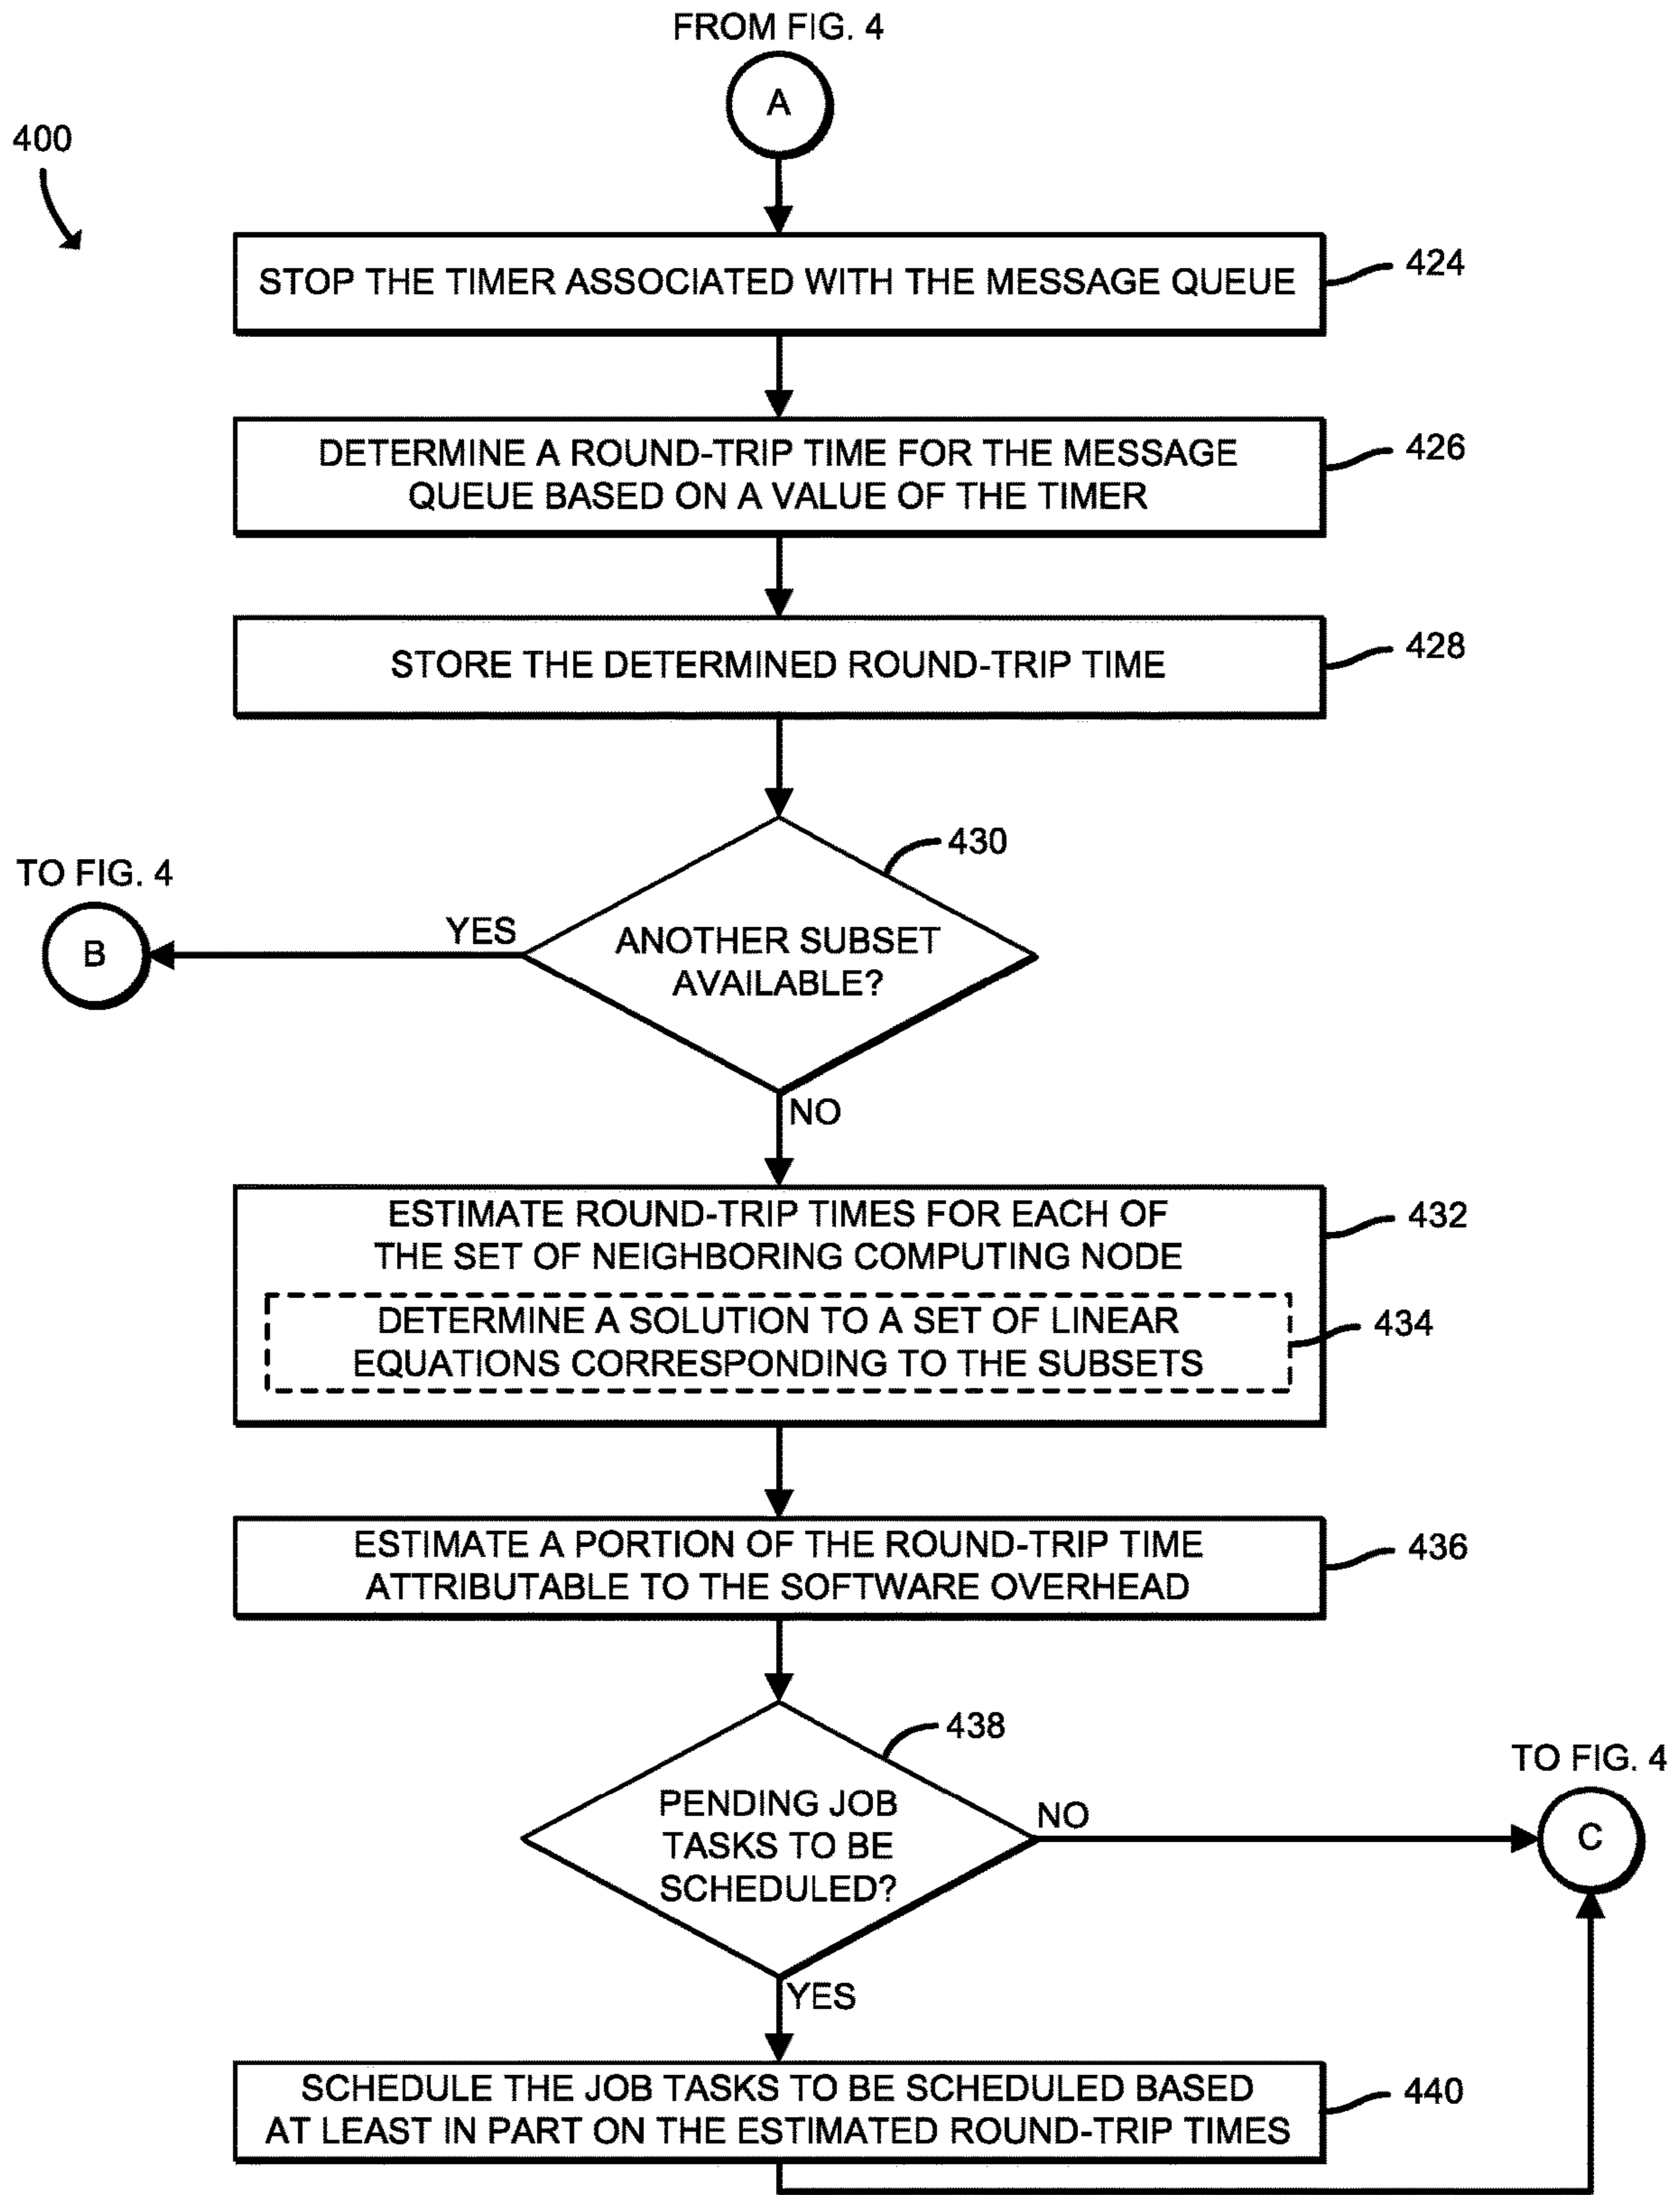 FROM FIG. 4
A
400
STOP THE TIMER ASSOCIATED WITH THE MESSAGE QUEUE
424
DETERMINE A ROUND-TRIP TIME FOR THE MESSAGE
QUEUE BASED ON A VALUE OF THE TIMER
426
STORE THE DETERMINED ROUND-TRIP TIME
428
430
TO FIG. 4
B
YES
ANOTHER SUBSET
AVAILABLE?
NO
ESTIMATE ROUND-TRIP TIMES FOR EACH OF
THE SET OF NEIGHBORING COMPUTING NODE
432
DETERMINE A SOLUTION TO A SET OF LINEAR
EQUATIONS CORRESPONDING TO THE SUBSETS
434
ESTIMATE A PORTION OF THE ROUND-TRIP TIME
ATTRIBUTABLE TO THE SOFTWARE OVERHEAD
436
438
PENDING JOB
TASKS TO BE
SCHEDULED?
NO
TO FIG. 4
C
YES
SCHEDULE THE JOB TASKS TO BE SCHEDULED BASED
AT LEAST IN PART ON THE ESTIMATED ROUND-TRIP TIMES
440